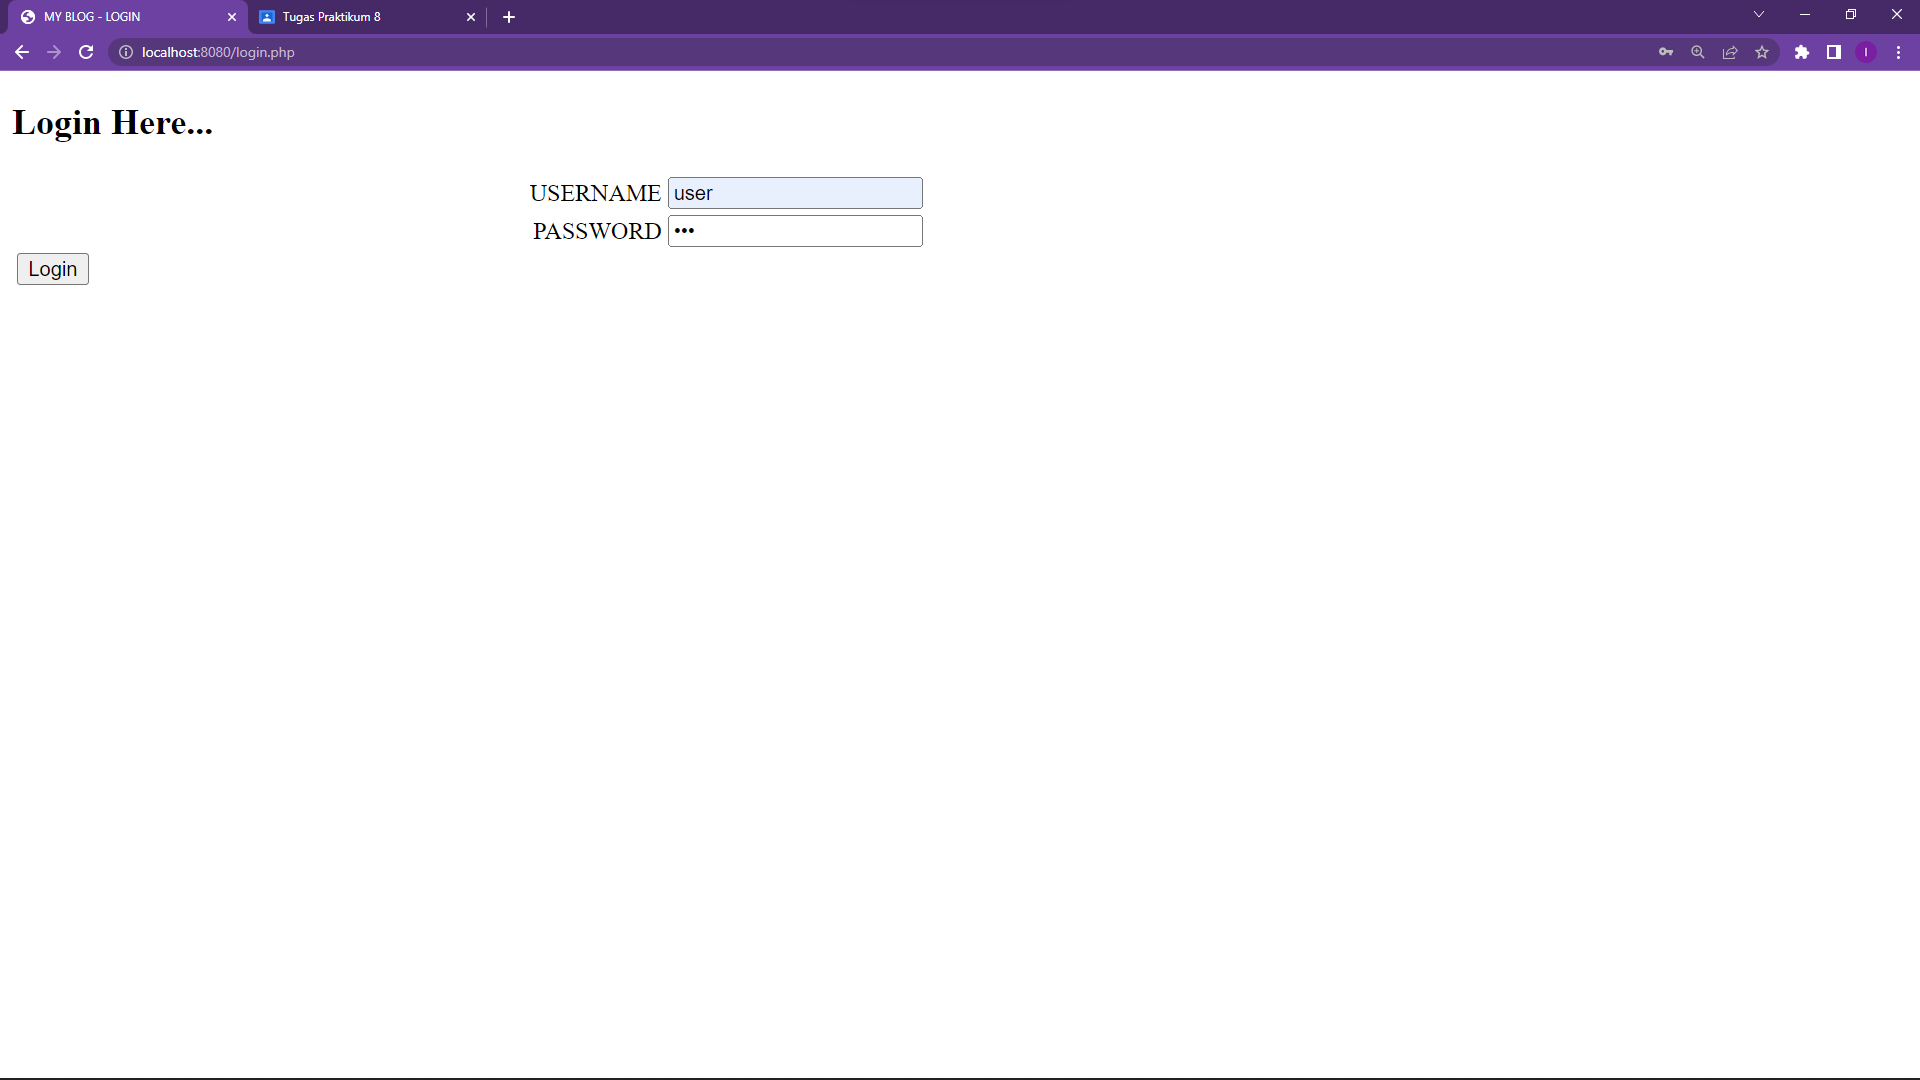 MY BLOG - LOGIN
Tugas Praktikum 8
localhost:8080/login.php
I
Login Here...
USERNAME user
PASSWORD •••
Login